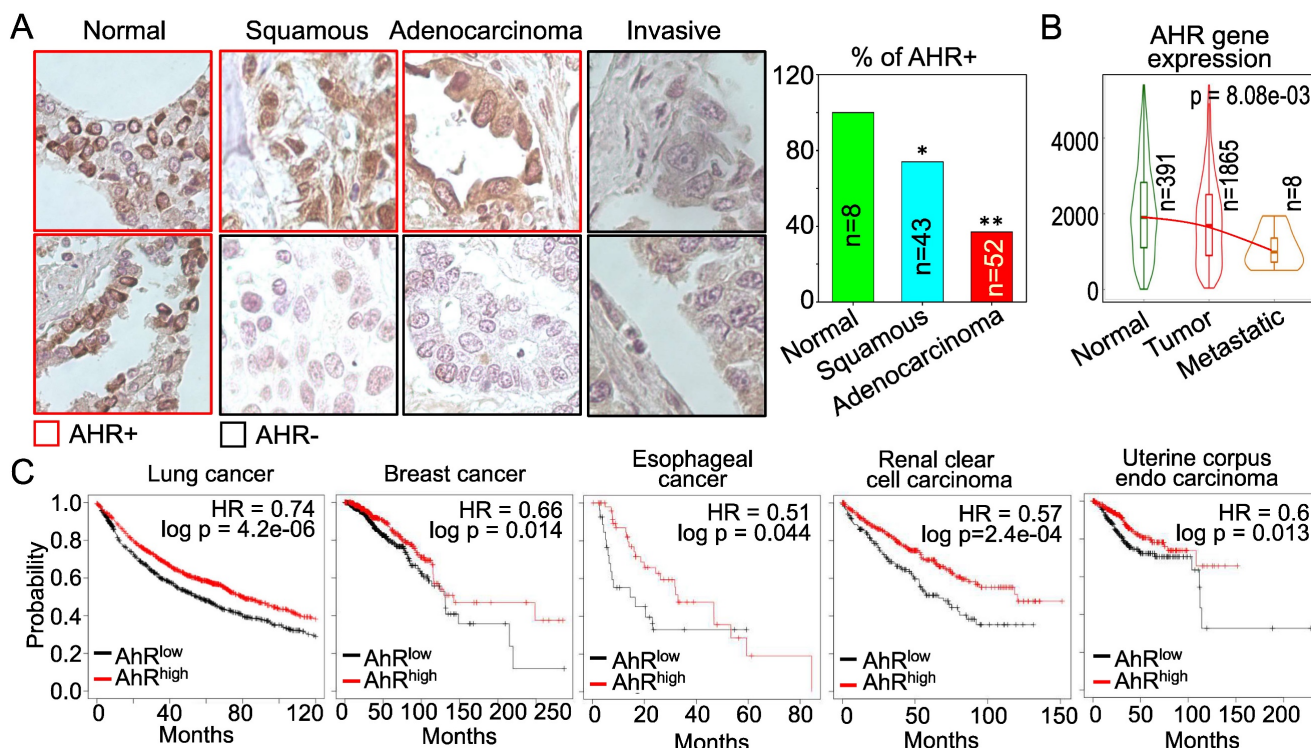 A
Normal
Squamous
Adenocarcinoma
Invasive
AHR+
AHR-
% of AHR+
120
80
40
0
n=8
*
n=43
**
n=52
Normal
Squamous
Adenocarcinoma
B
AHR gene
expression
p = 8.08e-03
4000
2000
0
n=391
n=1865
n=8
Normal
Tumor
Metastatic
C
Probability
Lung cancer
HR = 0.74
log p = 4.2e-06
1.0
0.8
0.6
0.4
0.2
0.0
AhRlow
AhRhigh
0 40 80 120
Months
Breast cancer
HR = 0.66
log p = 0.014
AhRlow
AhRhigh
0 50 100 150 200 250
Months
Esophageal
cancer
HR = 0.51
log p = 0.044
AhRlow
AhRhigh
0 20 40 60 80
Months
Renal clear
cell carcinoma
HR = 0.57
log p=2.4e-04
AhRlow
AhRhigh
0 50 100 150
Months
Uterine corpus
endo carcinoma
HR = 0.6
log p = 0.013
AhRlow
AhRhigh
0 50 100 200
Months